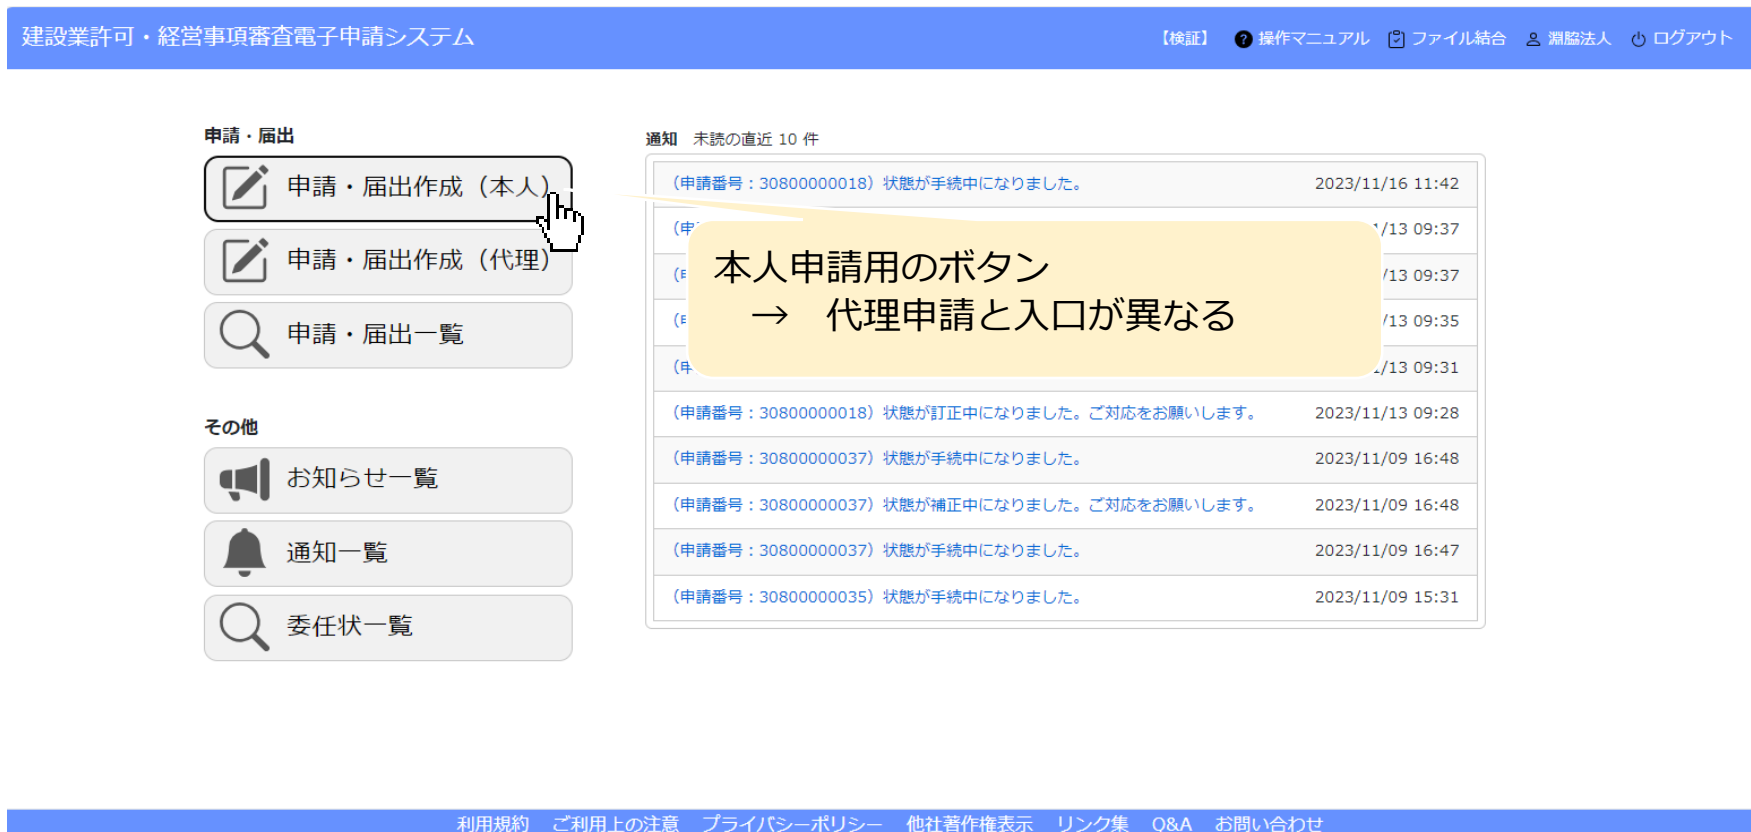 建設業許可・経営事項審査電子申請システム
【検証】 操作マニュアル ファイル結合 淵脇法人 ログアウト
申請・届出
申請・届出作成（本人）
申請・届出作成（代理）
申請・届出一覧
その他
お知らせ一覧
通知一覧
委任状一覧
通知 未読の直近 10 件
（申請番号：30800000018）状態が手続中になりました。 2023/11/16 11:42
/13 09:37
/13 09:37
/13 09:35
/13 09:31
（申請番号：30800000018）状態が訂正中になりました。ご対応をお願いします。 2023/11/13 09:28
（申請番号：30800000037）状態が手続中になりました。 2023/11/09 16:48
（申請番号：30800000037）状態が補正中になりました。ご対応をお願いします。 2023/11/09 16:48
（申請番号：30800000037）状態が手続中になりました。 2023/11/09 16:47
（申請番号：30800000035）状態が手続中になりました。 2023/11/09 15:31
本人申請用のボタン
→ 代理申請と入口が異なる
利用規約 ご利用上の注意 プライバシーポリシー 他社著作権表示 リンク集 Q&A お問い合わせ